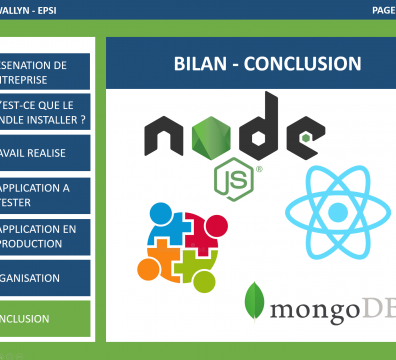 VALLYN - EPSI
PAGE
BILAN - CONCLUSION
SENATION DE
NTREPRISE
'EST-CE QUE LE
NDLE INSTALLER ?
AVAIL REALISE
APPLICATION A
TESTER
APPLICATION EN
PRODUCTION
GANISATION
NCLUSION
node
JS®
mongoDB